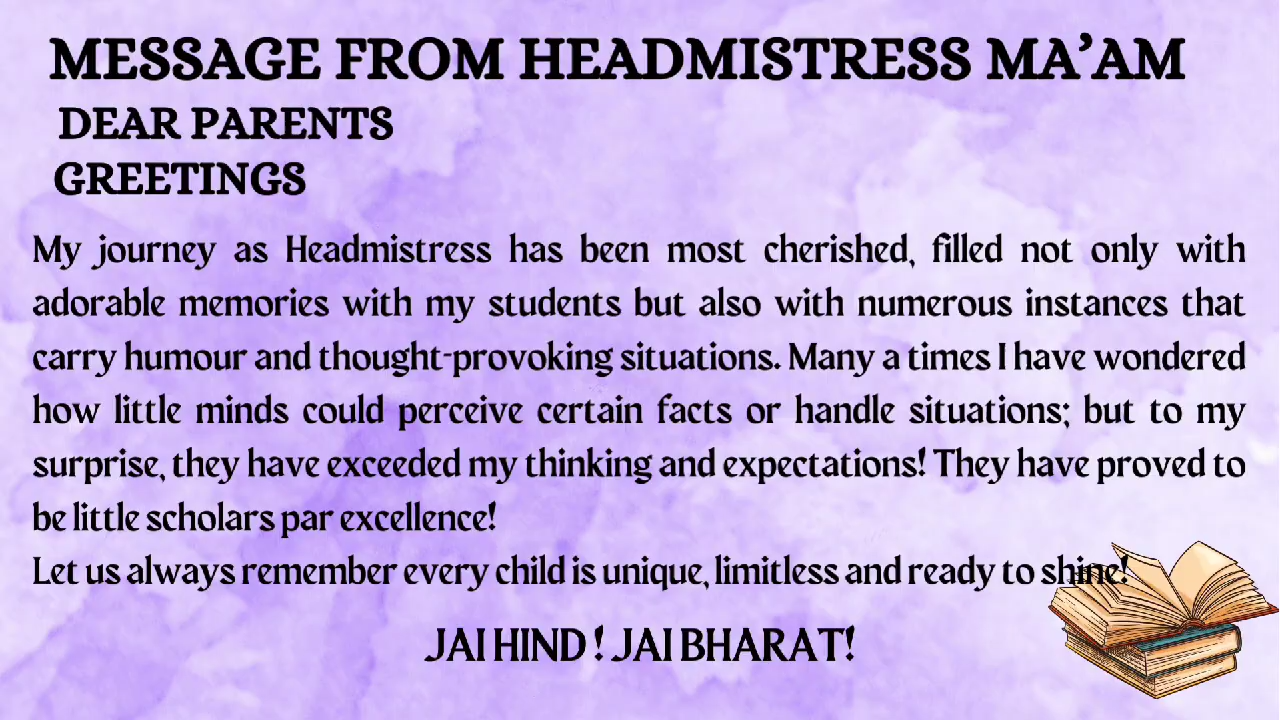 MESSAGE FROM HEADMISTRESS MA’AM
DEAR PARENTS
GREETINGS
My journey as Headmistress has been most cherished, filled not only with
adorable memories with my students but also with numerous instances that
carry humour and thought-provoking situations. Many a times I have wondered
how little minds could perceive certain facts or handle situations; but to my
surprise, they have exceeded my thinking and expectations! They have proved to
be little scholars par excellence!
Let us always remember every child is unique, limitless and ready to shine!
JAI HIND ! JAI BHARAT!